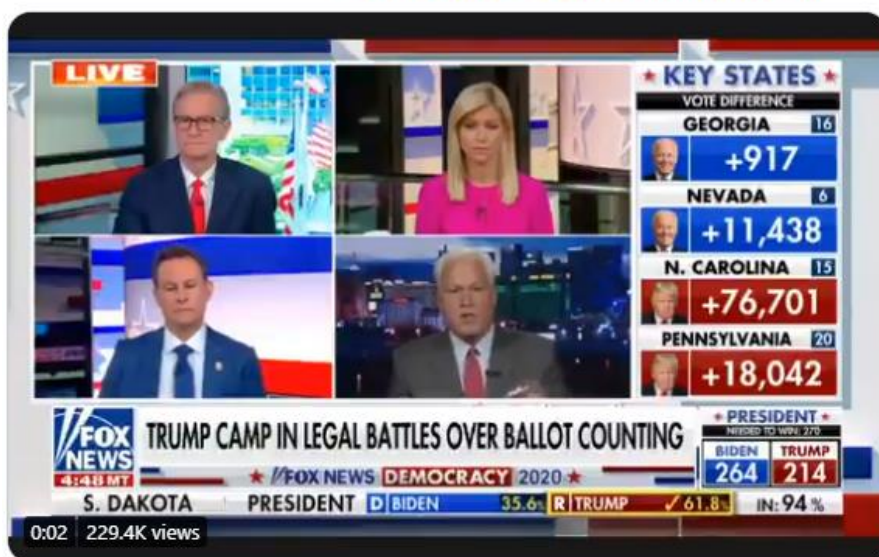 LIVE
★ KEY STATES ★
VOTE DIFFERENCE
GEORGIA 16
+917
NEVADA 6
+11,438
N. CAROLINA 15
+76,701
PENNSYLVANIA 20
+18,042
FOX NEWS
4:48 MT
TRUMP CAMP IN LEGAL BATTLES OVER BALLOT COUNTING
★ PRESIDENT ★
NEEDED TO WIN: 270
BIDEN 264
TRUMP 214
★ FOX NEWS DEMOCRACY 2020 ★
S. DAKOTA PRESIDENT D BIDEN 35.6% R TRUMP ✓ 61.8% IN: 94%
0:02 229.4K views